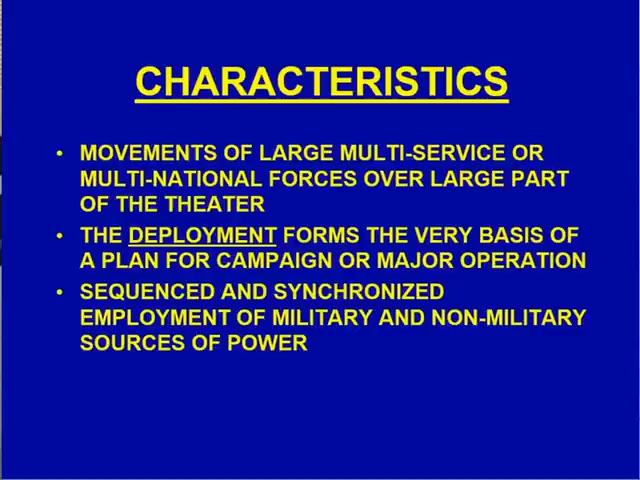 CHARACTERISTICS
• MOVEMENTS OF LARGE MULTI-SERVICE OR
MULTI-NATIONAL FORCES OVER LARGE PART
OF THE THEATER
• THE DEPLOYMENT FORMS THE VERY BASIS OF
A PLAN FOR CAMPAIGN OR MAJOR OPERATION
• SEQUENCED AND SYNCHRONIZED
EMPLOYMENT OF MILITARY AND NON-MILITARY
SOURCES OF POWER